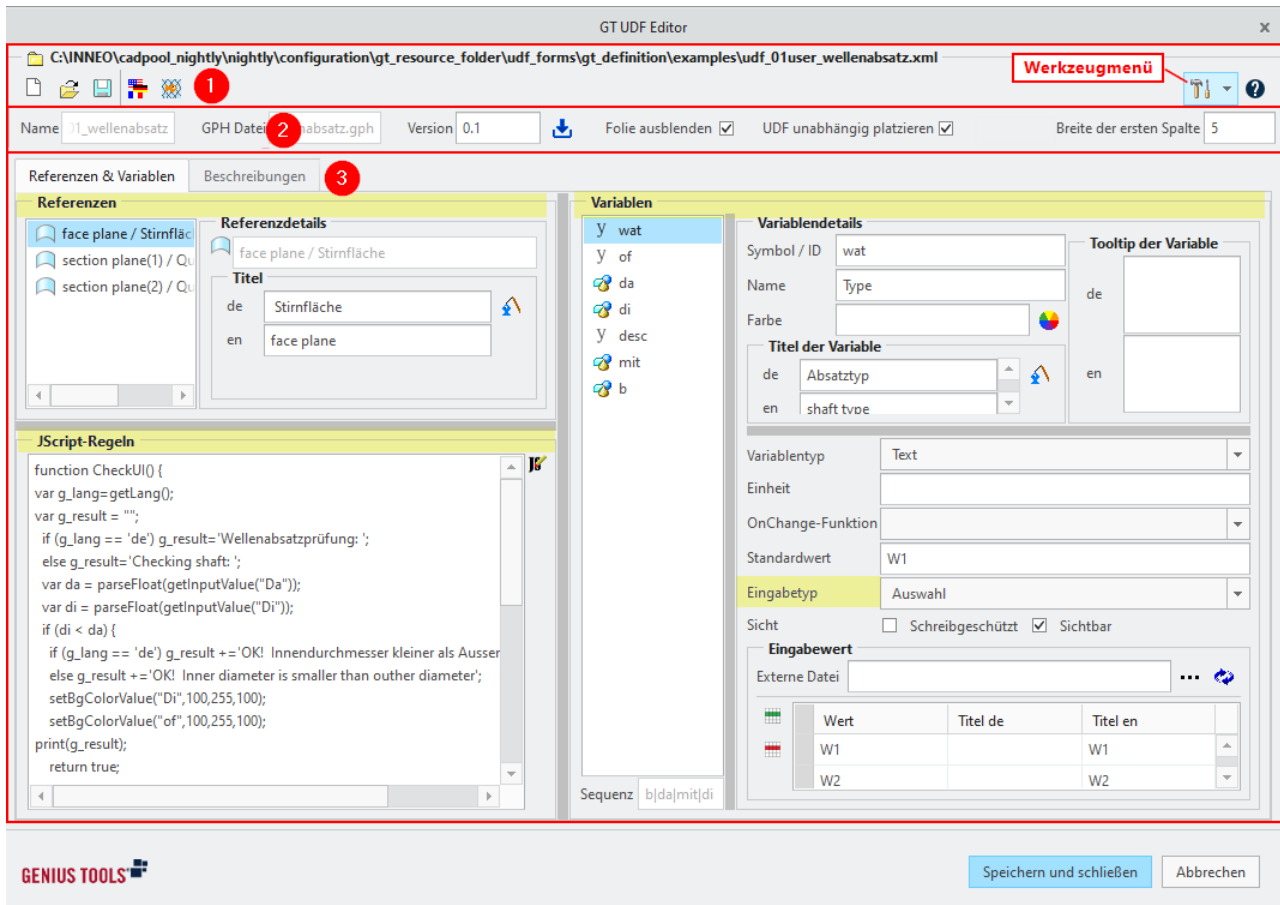 GT UDF Editor
x
C:\INNEO\cadpool_nightly\nightly\configuration\gt_resource_folder\udf_forms\gt_definition\examples\udf_01user_wellenabsatz.xml
Werkzeugmenü
1
Name 01_wellenabsatz GPH Datei nabsatz.gph Version 0.1 Folie ausblenden UDF unabhängig platzieren Breite der ersten Spalte 5
2
Referenzen & Variablen Beschreibungen
3
Referenzen
face plane / Stirnfläc
section plane(1) / Qu
section plane(2) / Qu
Referenzdetails
face plane / Stirnfläche
Titel
de Stirnfläche
en face plane
JScript-Regeln
function CheckUI() {
var g_lang=getLang();
var g_result = "";
if (g_lang == 'de') g_result='Wellenabsatzprüfung: ';
else g_result='Checking shaft: ';
var da = parseFloat(getInputValue("Da"));
var di = parseFloat(getInputValue("Di"));
if (di < da) {
if (g_lang == 'de') g_result +='OK!  Innendurchmesser kleiner als Ausser
else g_result +='OK!  Inner diameter is smaller than outher diameter';
setBgColorValue("Di",100,255,100);
setBgColorValue("of",100,255,100);
print(g_result);
return true;
Variablen
y wat
y of
da
di
y desc
mit
b
Sequenz b|da|mit|di
Variablendetails
Symbol / ID wat
Name Type
Farbe
Titel der Variable
de Absatztyp
en shaft type
Tooltip der Variable
de
en
Variablentyp Text
Einheit
OnChange-Funktion
Standardwert W1
Eingabetyp Auswahl
Sicht Schreibgeschützt Sichtbar
Eingabewert
Externe Datei ...
Wert Titel de Titel en
W1 W1
W2 W2
GENIUS TOOLS
Speichern und schließen Abbrechen